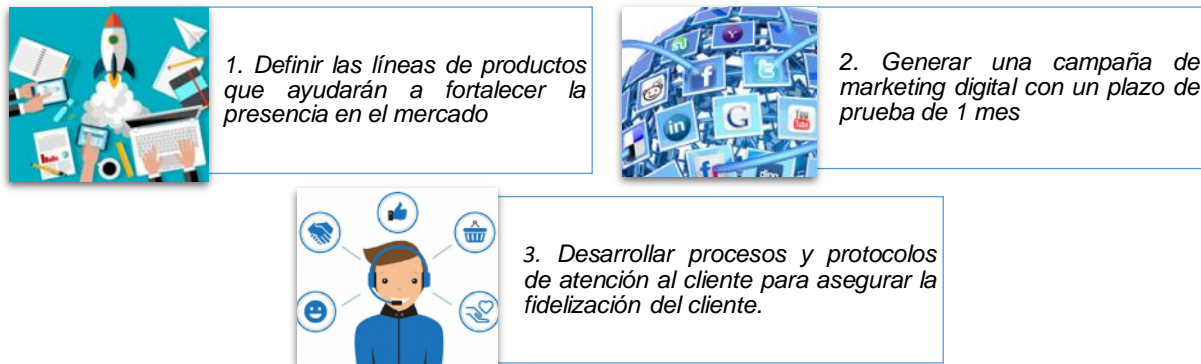 1. Definir las líneas de productos
que ayudarán a fortalecer la
presencia en el mercado
2. Generar una campaña de
marketing digital con un plazo de
prueba de 1 mes
3. Desarrollar procesos y protocolos
de atención al cliente para asegurar la
fidelización del cliente.